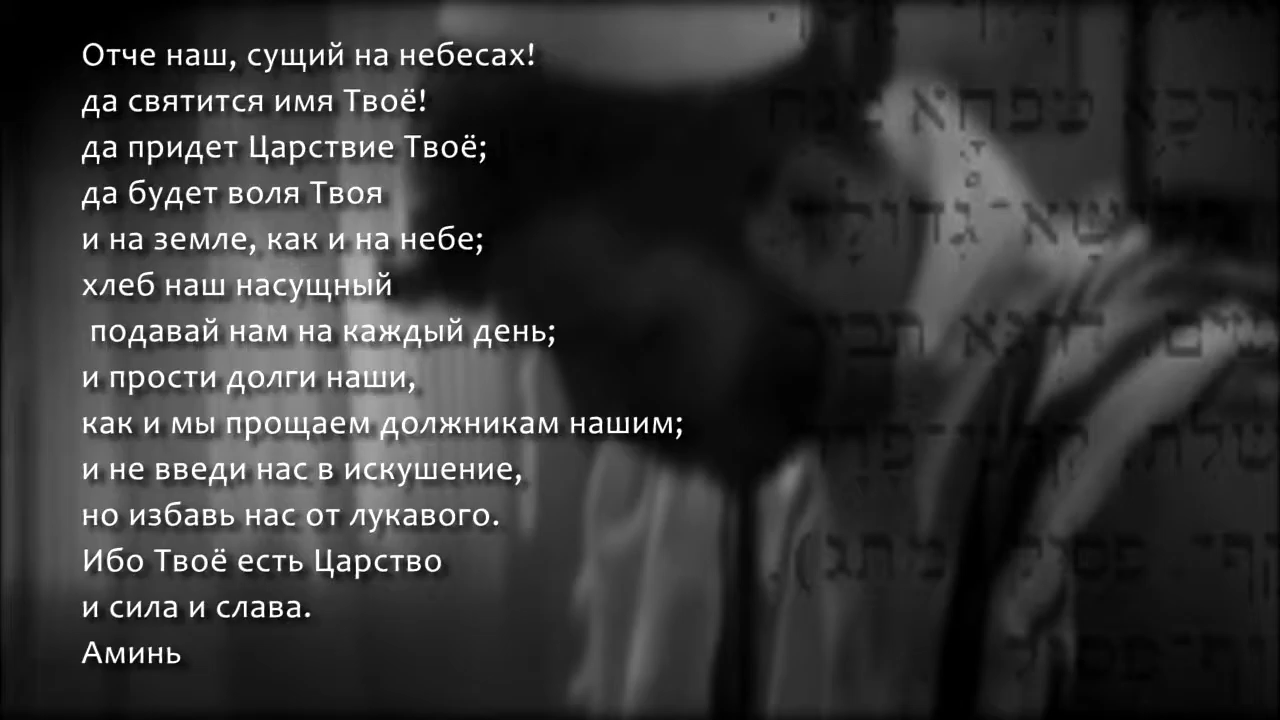 Отче наш, сущий на небесах!
да святится имя Твоё!
да придет Царствие Твоё;
да будет воля Твоя
и на земле, как и на небе;
хлеб наш насущный
подавай нам на каждый день;
и прости долги наши,
как и мы прощаем должникам нашим;
и не введи нас в искушение,
но избавь нас от лукавого.
Ибо Твоё есть Царство
и сила и слава.
Аминь